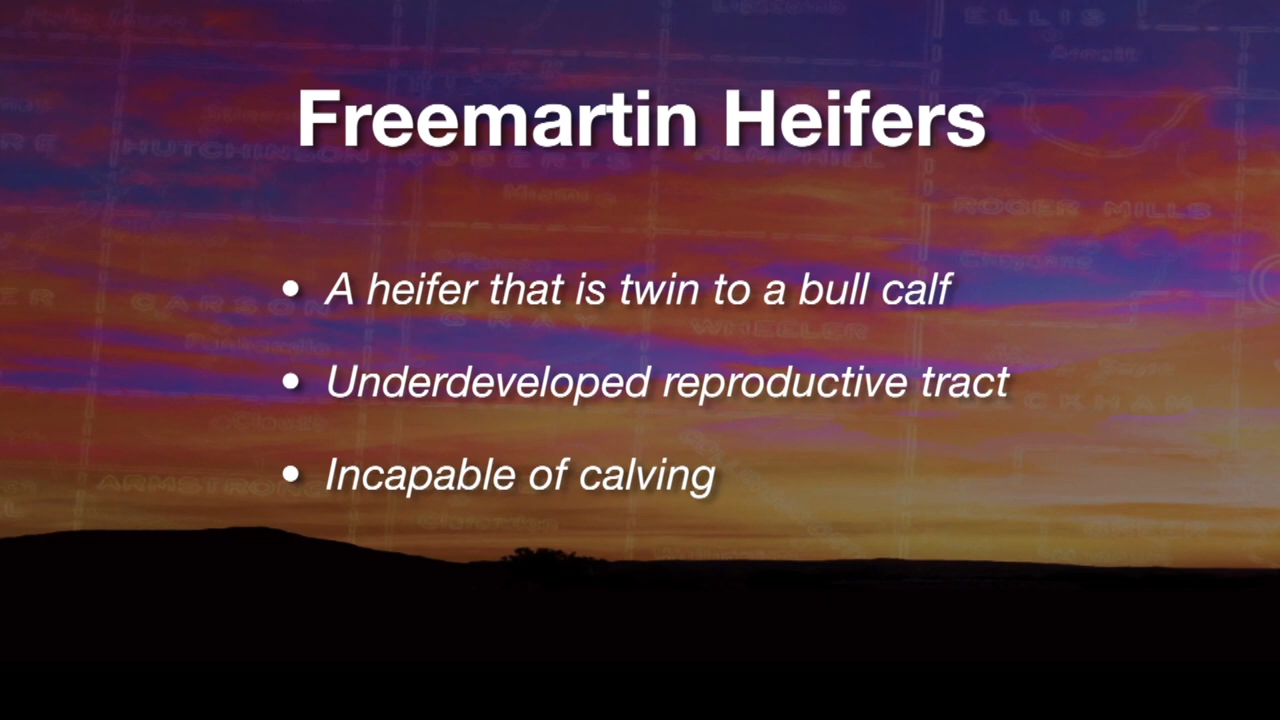 ELLIS
Freemartin Heifers
HUTCHINSON ROBERTS HEMPHILL
Miami
ROGER MILLS
• A heifer that is twin to a bull calf
CARSON
GRAY WHEELER
• Underdeveloped reproductive tract
• Incapable of calving
ARMSTRONG